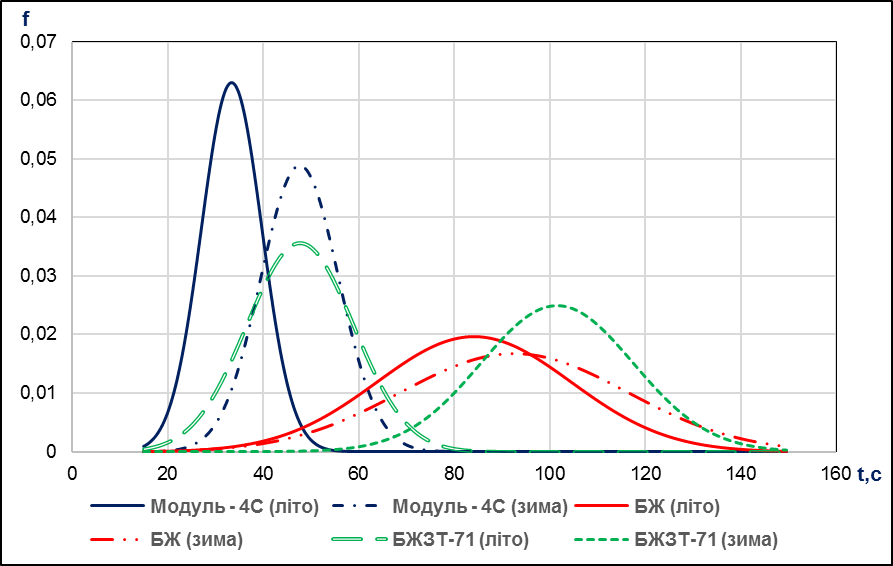 f
0,07
0,06
0,05
0,04
0,03
0,02
0,01
0
0 20 40 60 80 100 120 140 160 t,c
Модуль - 4С (літо) Модуль - 4С (зима) БЖ (літо)
БЖ (зима) БЖЗТ-71 (літо) БЖЗТ-71 (зима)